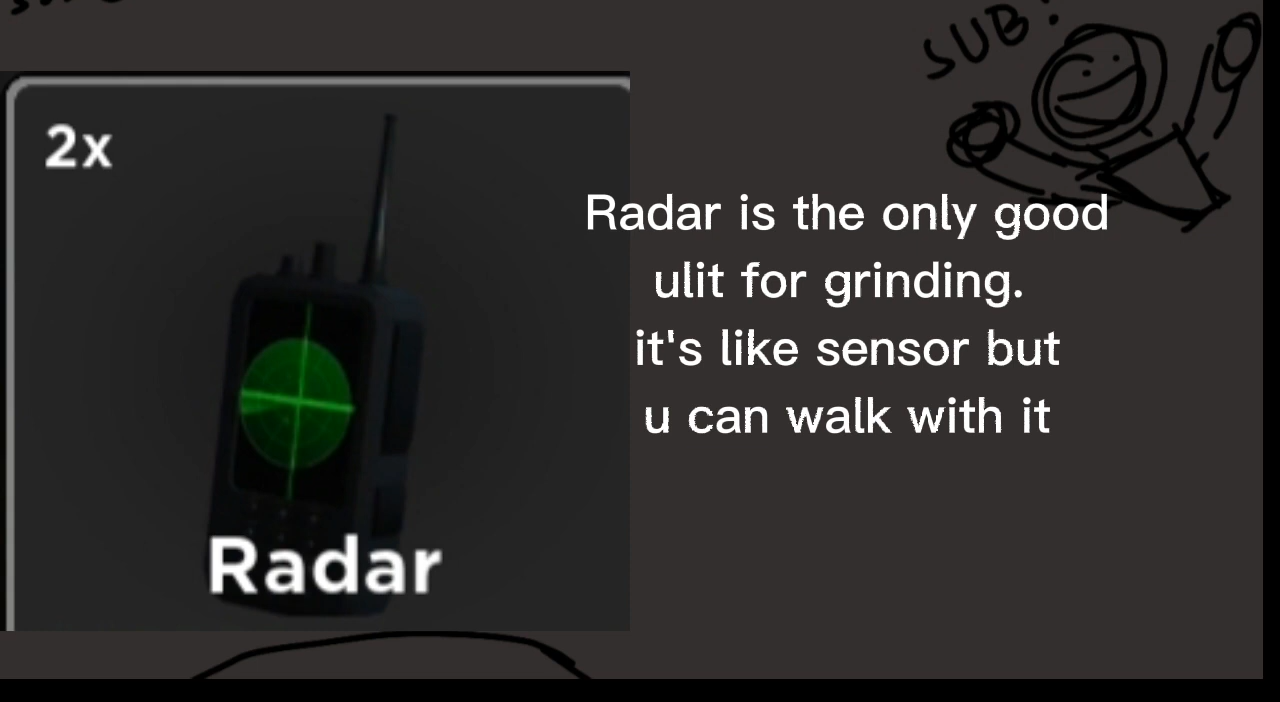 SUB!
2x
Radar is the only good
ulit for grinding.
it's like sensor but
u can walk with it
Radar